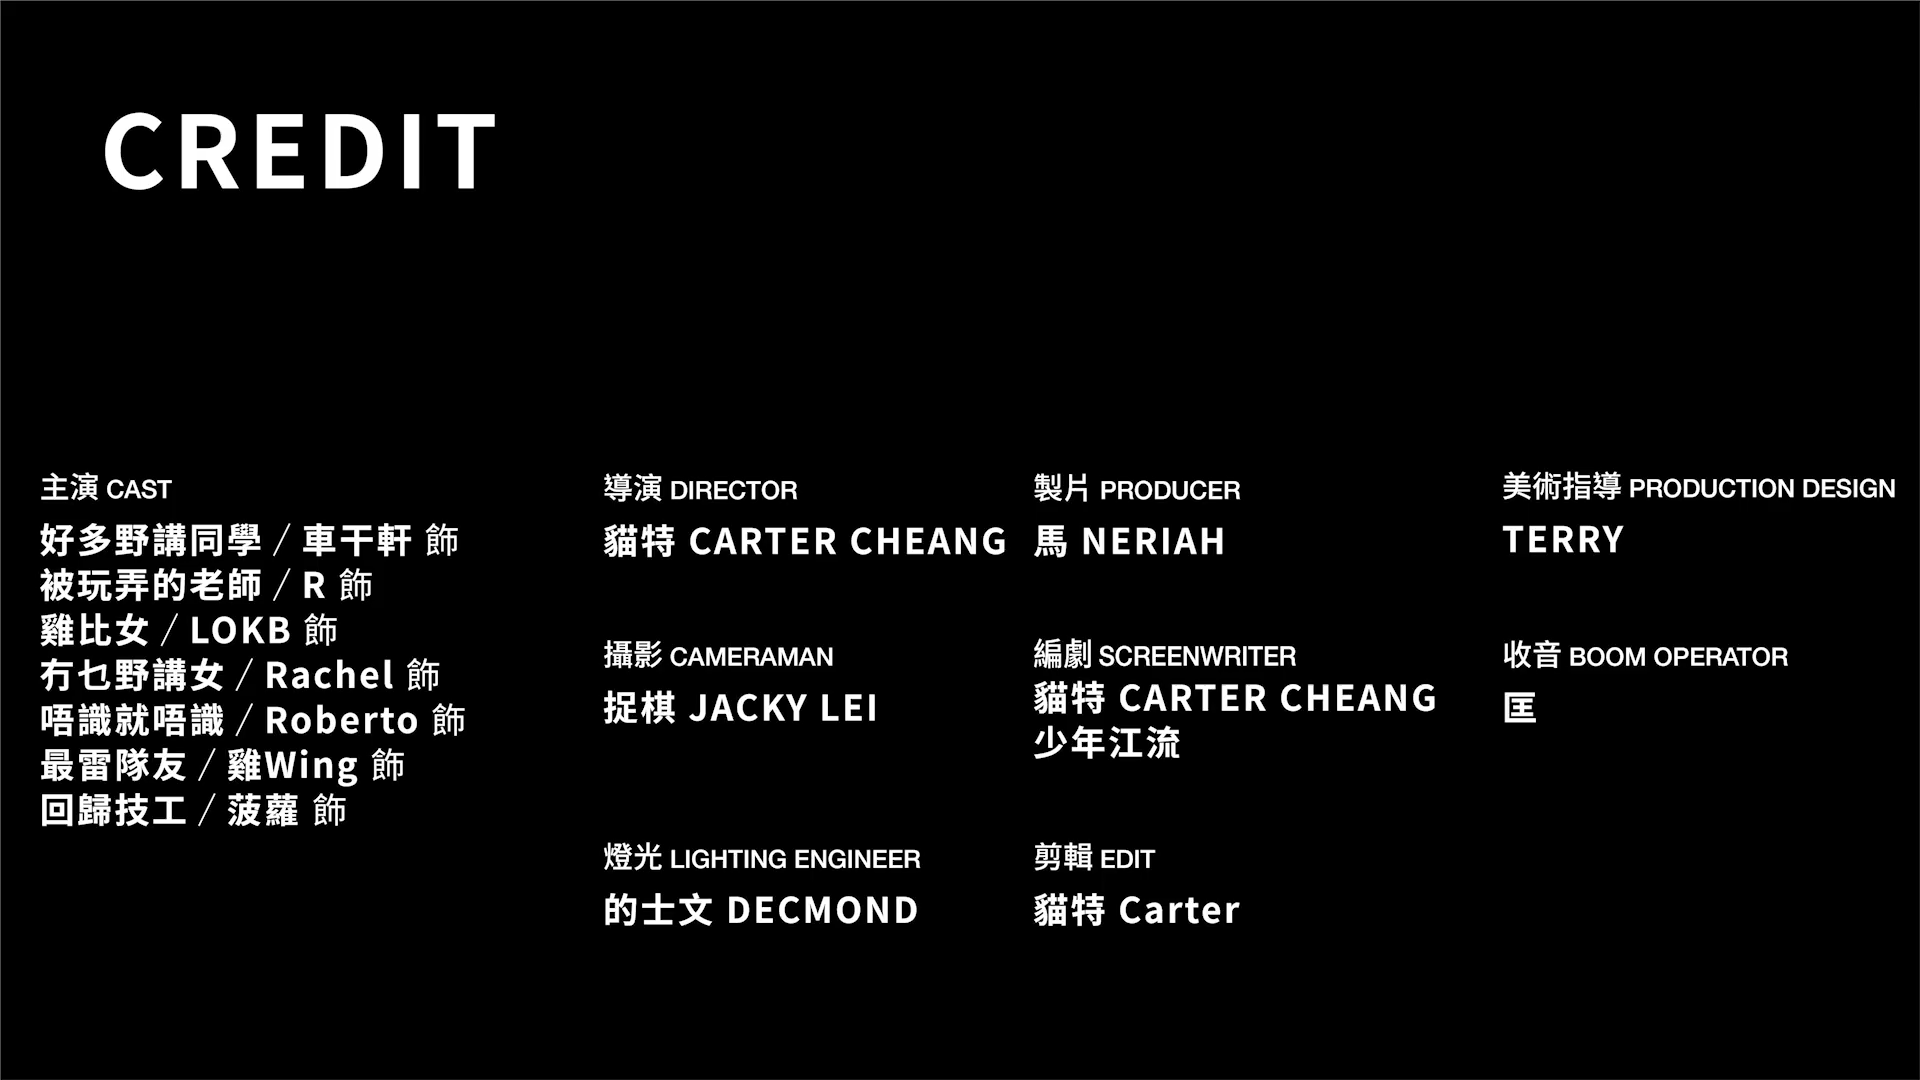 CREDIT
主演 CAST
好多野講同學 / 車干軒 飾
被玩弄的老師 / R 飾
雞比女 / LOKB 飾
冇乜野講女 / Rachel 飾
唔識就唔識 / Roberto 飾
最雷隊友 / 雞Wing 飾
回歸技工 / 菠蘿 飾
導演 DIRECTOR
貓特 CARTER CHEANG
攝影 CAMERAMAN
捉棋 JACKY LEI
燈光 LIGHTING ENGINEER
的士文 DECMOND
製片 PRODUCER
馬 NERIAH
編劇 SCREENWRITER
貓特 CARTER CHEANG
少年江流
剪輯 EDIT
貓特 Carter
美術指導 PRODUCTION DESIGN
TERRY
收音 BOOM OPERATOR
匡